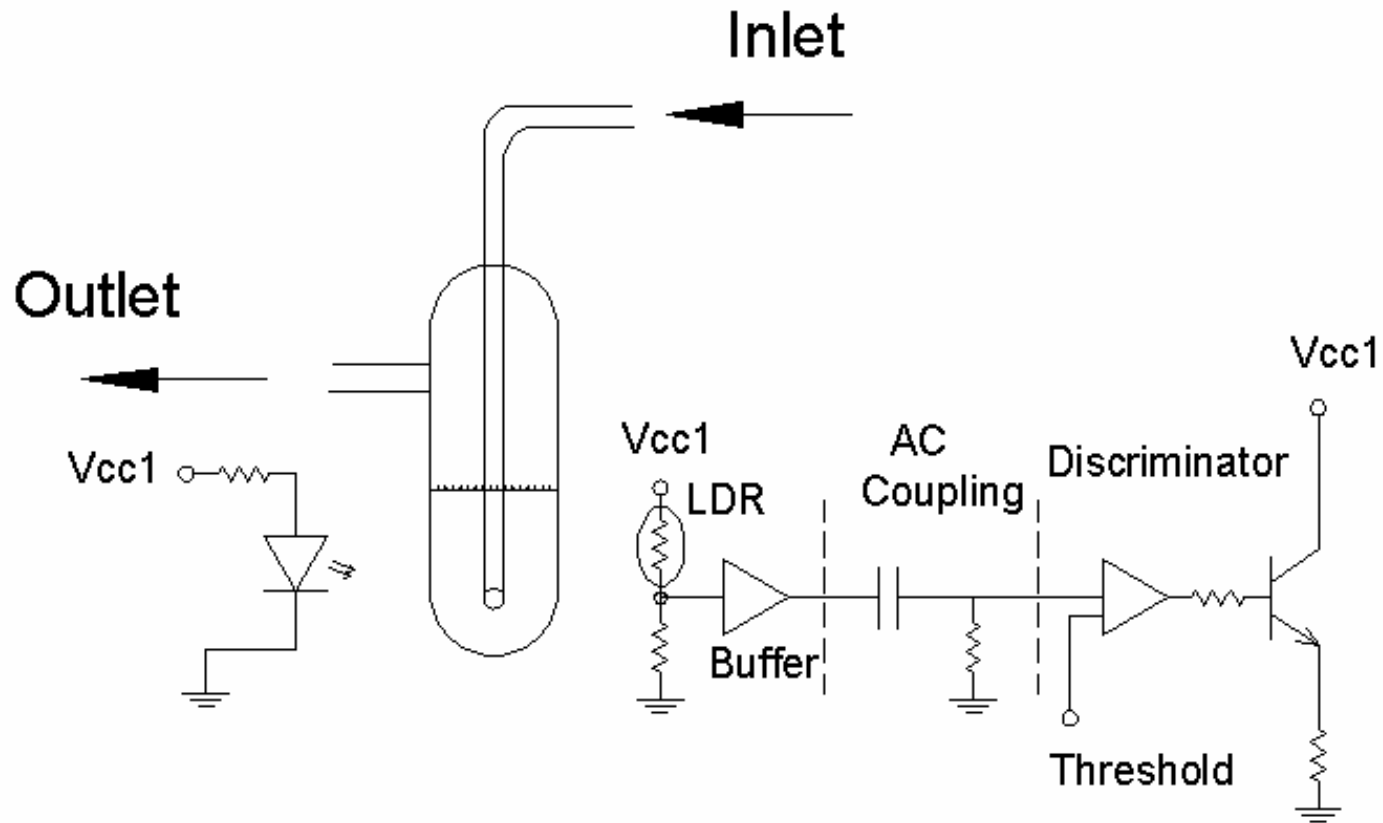 Inlet
Outlet
Vcc1
Vcc1
LDR
Buffer
AC
Coupling
Discriminator
Threshold
Vcc1